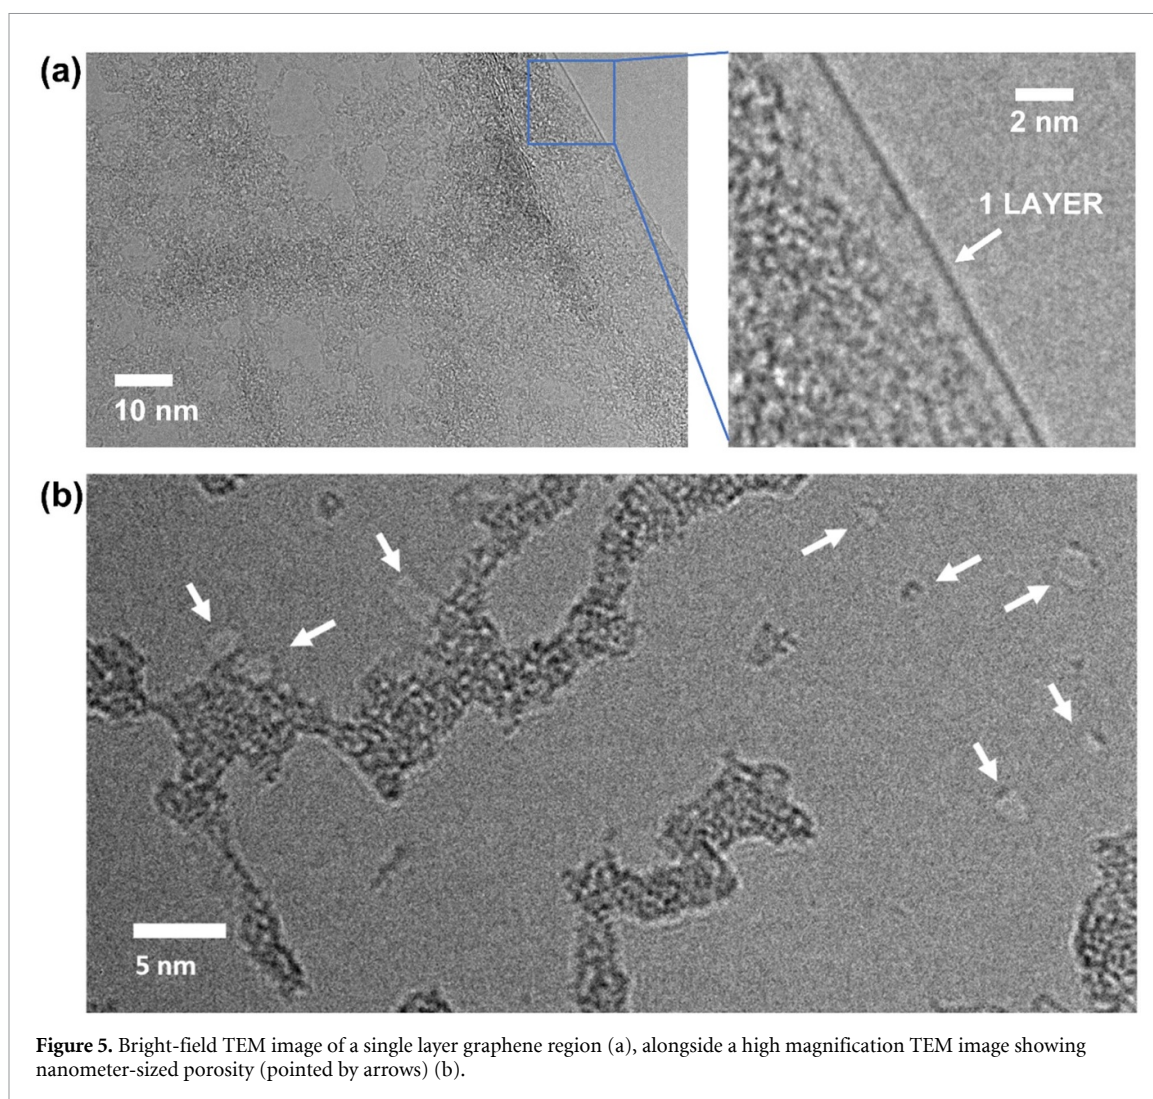 (a)
2 nm
1 LAYER
10 nm
(b)
5 nm
Figure 5. Bright-field TEM image of a single layer graphene region (a), alongside a high magnification TEM image showing
nanometer-sized porosity (pointed by arrows) (b).